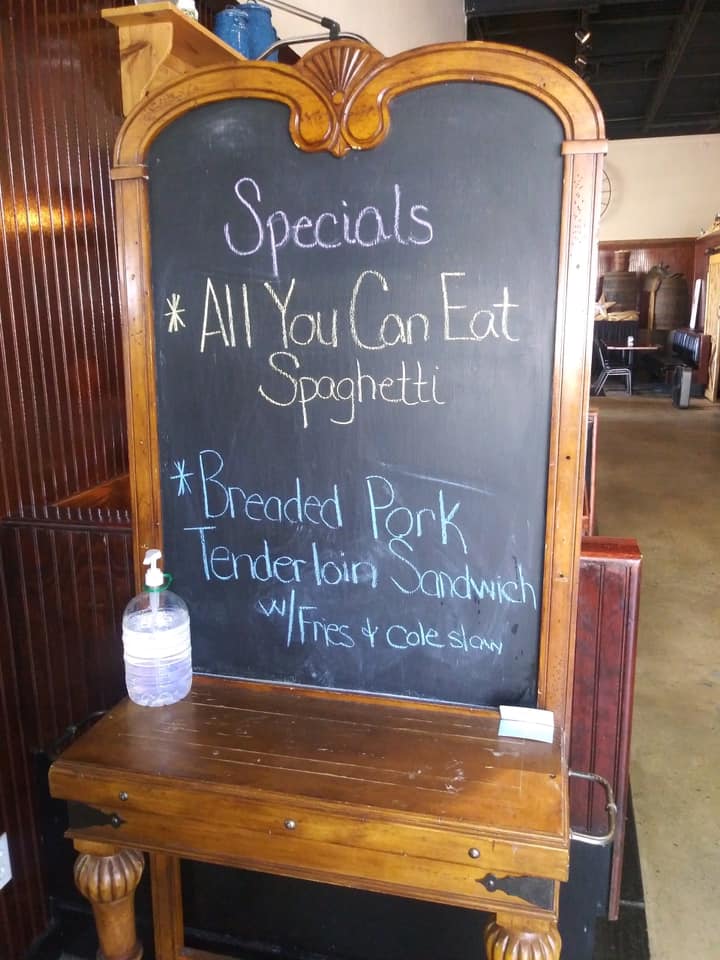 Specials
* All You Can Eat
Spaghetti
* Breaded Pork
Tenderloin Sandwich
w/ Fries & cole slaw